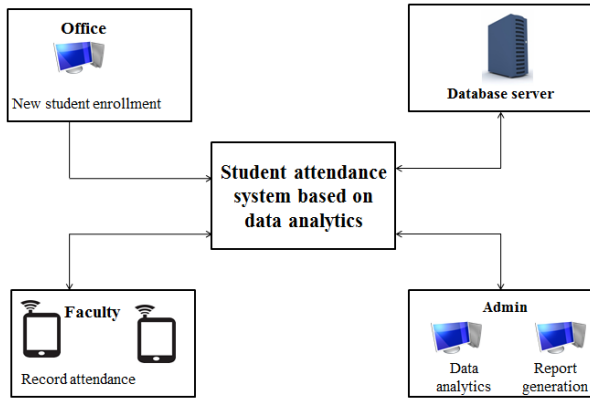 Office
New student enrollment
Database server
Student attendance
system based on
data analytics
Faculty
Record attendance
Admin
Data
analytics
Report
generation